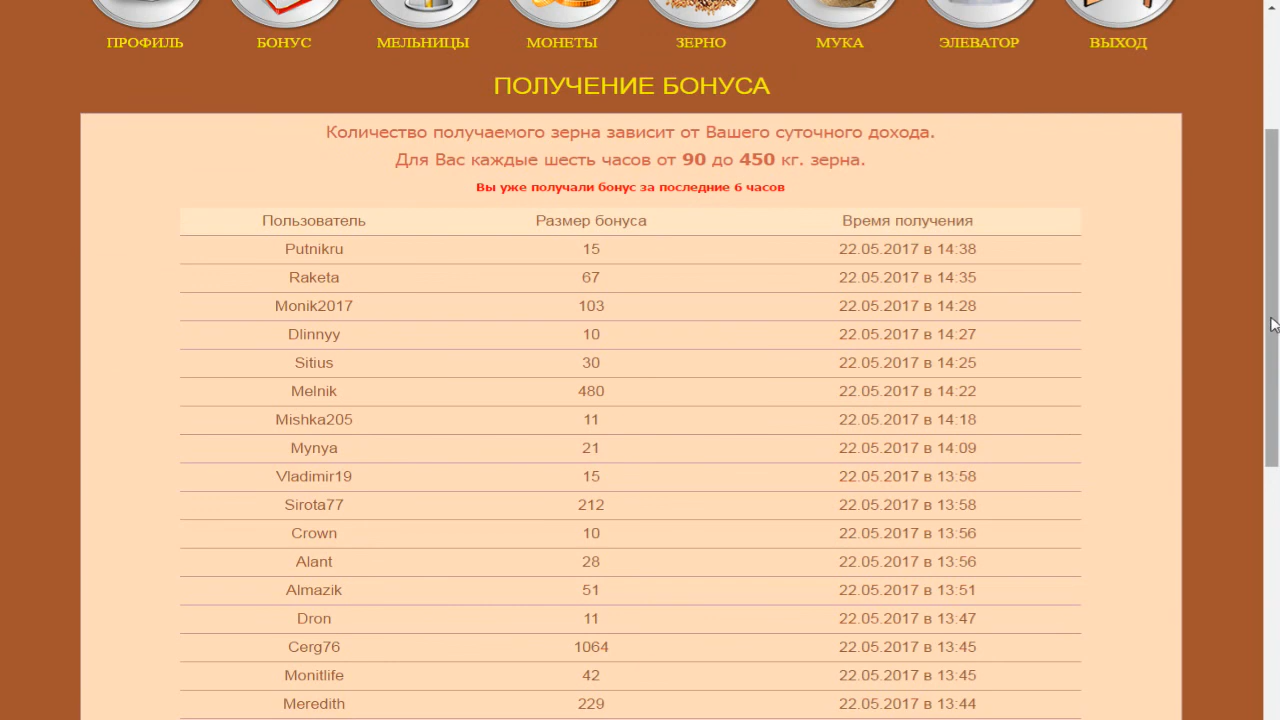 ПРОФИЛЬ БОНУС МЕЛЬНИЦЫ МОНЕТЫ ЗЕРНО МУКА ЭЛЕВАТОР ВЫХОД
ПОЛУЧЕНИЕ БОНУСА
Количество получаемого зерна зависит от Вашего суточного дохода.
Для Вас каждые шесть часов от 90 до 450 кг. зерна.
Вы уже получали бонус за последние 6 часов
Пользователь Размер бонуса Время получения
Putnikru 15 22.05.2017 в 14:38
Raketa 67 22.05.2017 в 14:35
Monik2017 103 22.05.2017 в 14:28
Dlinnyy 10 22.05.2017 в 14:27
Sitius 30 22.05.2017 в 14:25
Melnik 480 22.05.2017 в 14:22
Mishka205 11 22.05.2017 в 14:18
Mynya 21 22.05.2017 в 14:09
Vladimir19 15 22.05.2017 в 13:58
Sirota77 212 22.05.2017 в 13:58
Crown 10 22.05.2017 в 13:56
Alant 28 22.05.2017 в 13:56
Almazik 51 22.05.2017 в 13:51
Dron 11 22.05.2017 в 13:47
Cerg76 1064 22.05.2017 в 13:45
Monitlife 42 22.05.2017 в 13:45
Meredith 229 22.05.2017 в 13:44